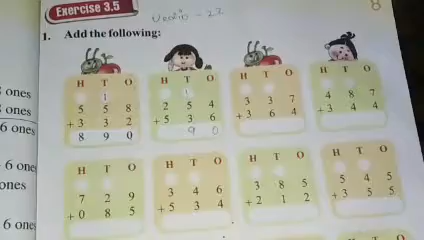 8
Exercise 3.5
1. Add the following:
ones
ones
6 ones
6 one
ones
6 ones
H T O
1
5 5 8
+ 3 3 2
8 9 0
H T O
1
2 5 4
+ 5 3 6
9 0
H T O
3 3 7
+ 3 6 4
H T O
4 8 7
+ 3 4 4
H T O
7 2 9
+ 0 8 5
H T O
3 4 6
+ 5 3 4
H T O
3 8 5
+ 2 1 2
H T O
5 4 5
+ 3 5 5
T O